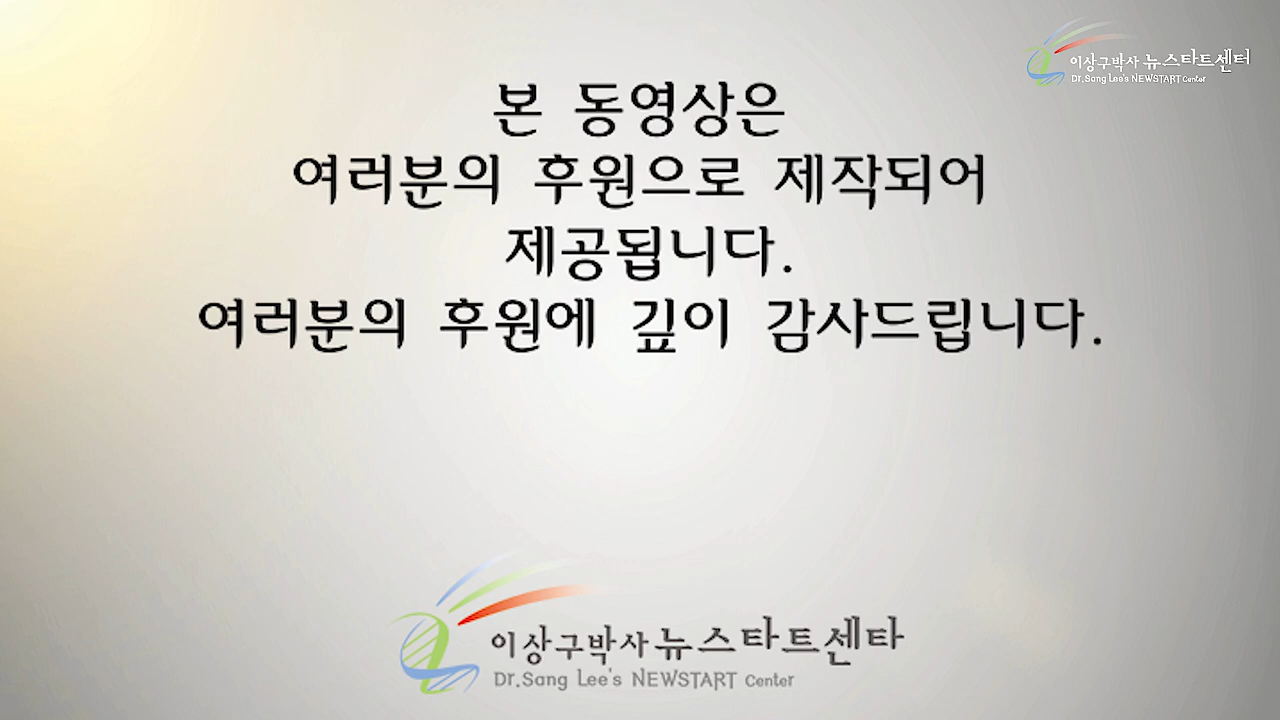 이상구박사 뉴스타트센터
Dr.Sang Lee's NEWSTART Center
본 동영상은
여러분의 후원으로 제작되어
제공됩니다.
여러분의 후원에 깊이 감사드립니다.
이상구박사 뉴스타트센타
Dr.Sang Lee's NEWSTART Center